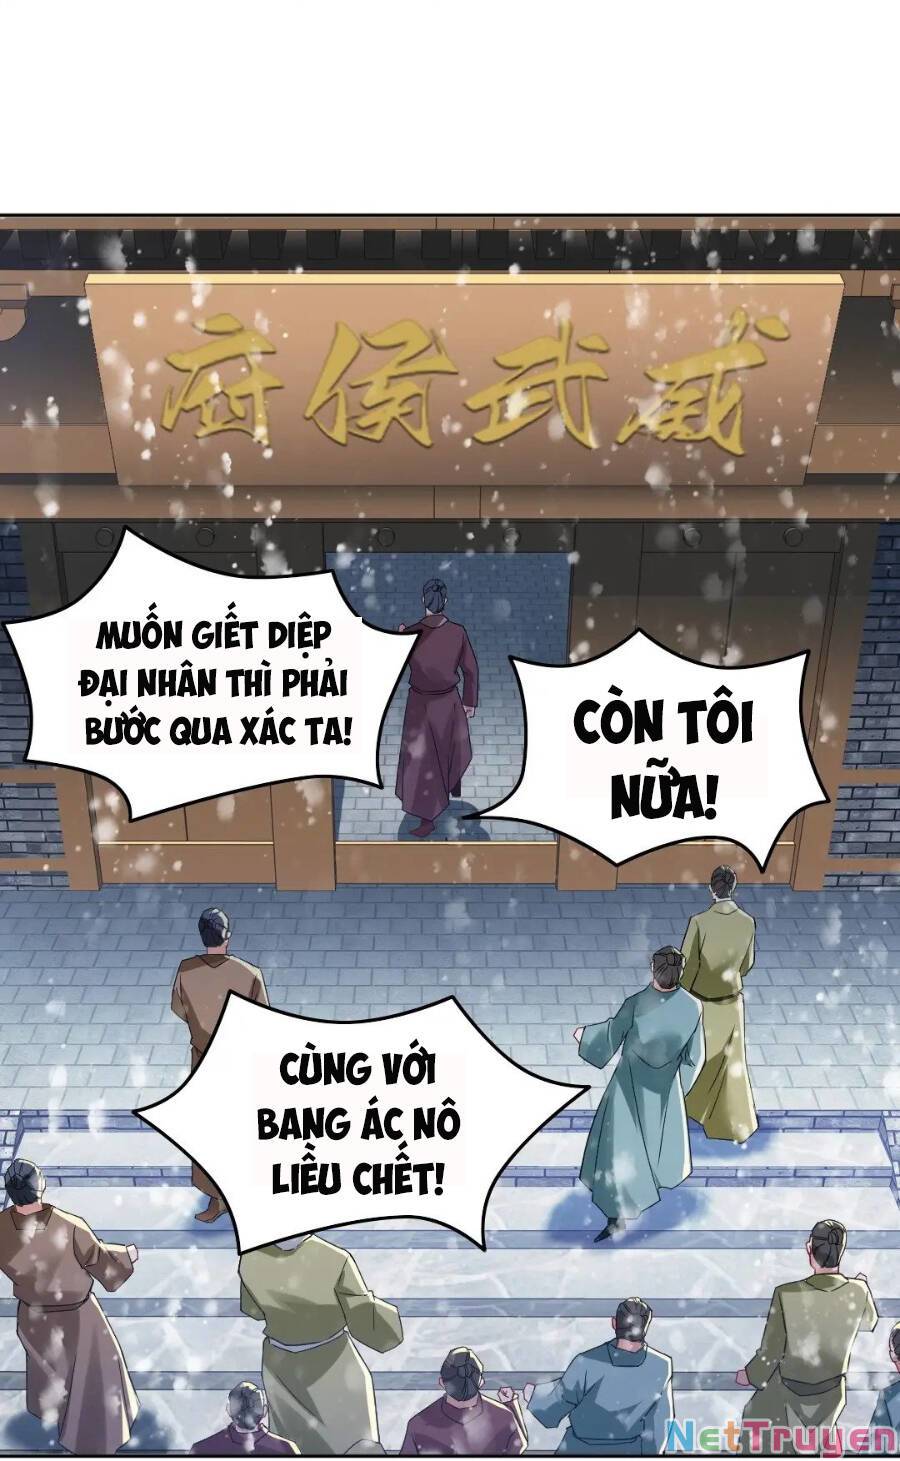 威武侯府
MUỐN GIẾT DIỆP
ĐẠI NHÂN THÌ PHẢI
BƯỚC QUA XÁC TA!
CÒN TÔI
NỮA!
CÙNG VỚI
BANG ÁC NÔ
LIỀU CHẾT!
NetTruyen